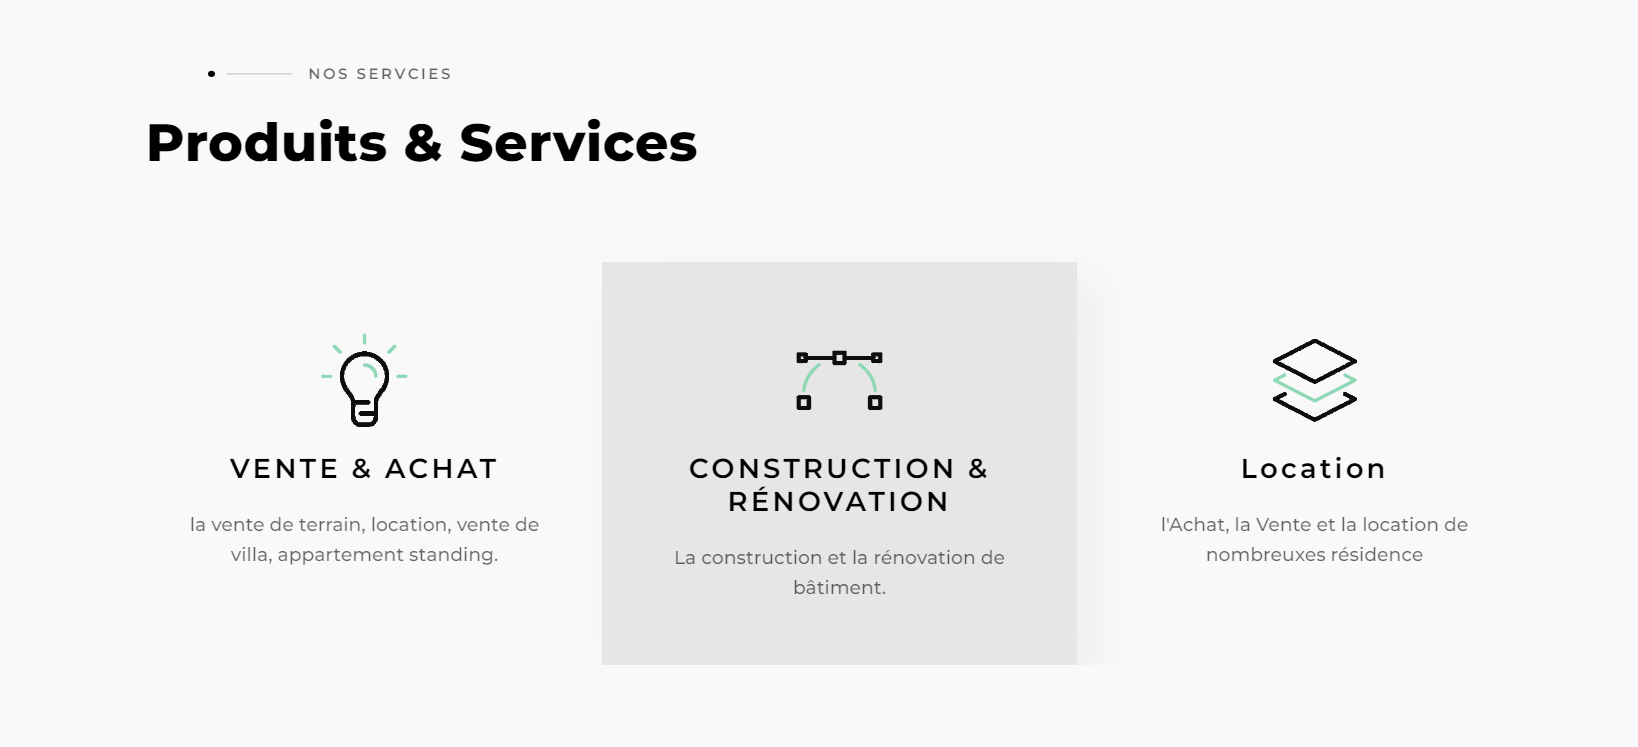 NOS SERVCIES
Produits & Services
VENTE & ACHAT
la vente de terrain, location, vente de
villa, appartement standing.
CONSTRUCTION &
RÉNOVATION
La construction et la rénovation de
bâtiment.
Location
l'Achat, la Vente et la location de
nombreuxes résidence